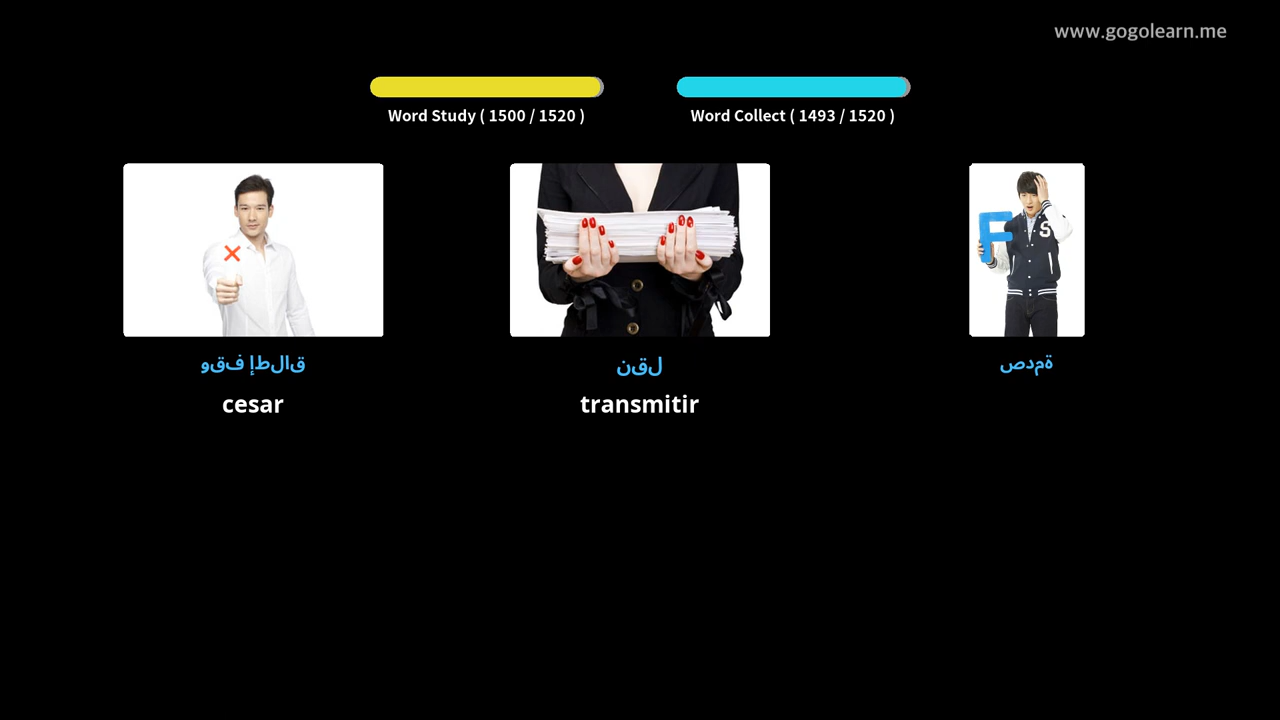 www.gogolearn.me
Word Study ( 1500 / 1520 )
Word Collect ( 1493 / 1520 )
F
S
قالطإ فقو
لقن
ةمدص
cesar
transmitir